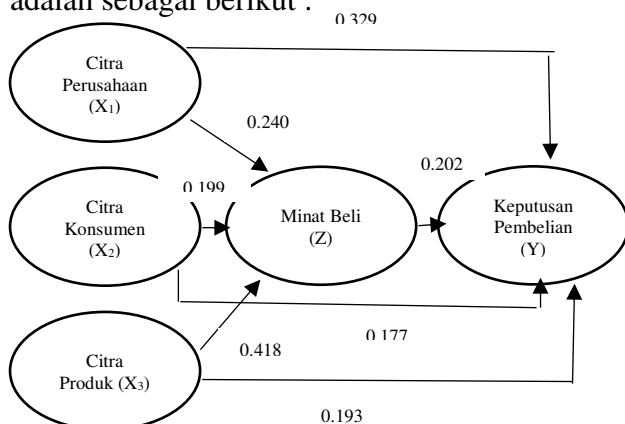 adalah sebagai berikut :
0.329
Citra
Perusahaan
(X₁)
0.240
0.202
0.199
Citra
Konsumen
(X₂)
Minat Beli
(Z)
Keputusan
Pembelian
(Y)
0.177
0.418
Citra
Produk (X₃)
0.193